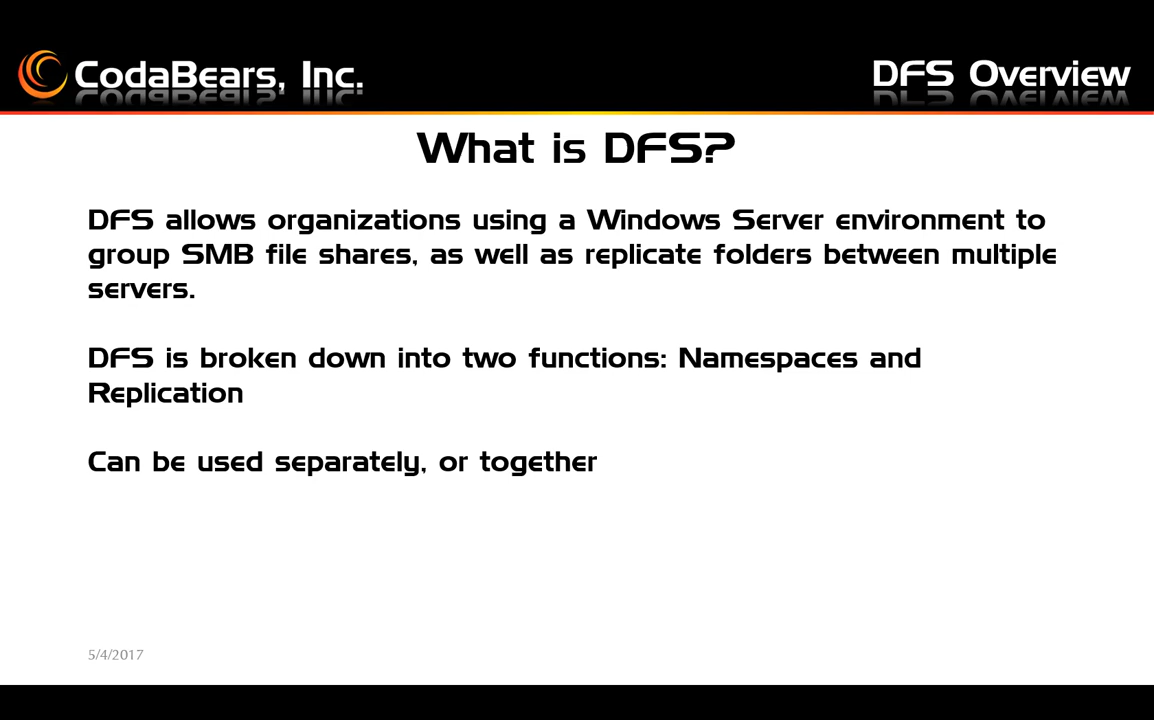 CodaBears, Inc.
DFS Overview
What is DFS?
DFS allows organizations using a Windows Server environment to
group SMB file shares, as well as replicate folders between multiple
servers.
DFS is broken down into two functions: Namespaces and
Replication
Can be used separately, or together
5/4/2017